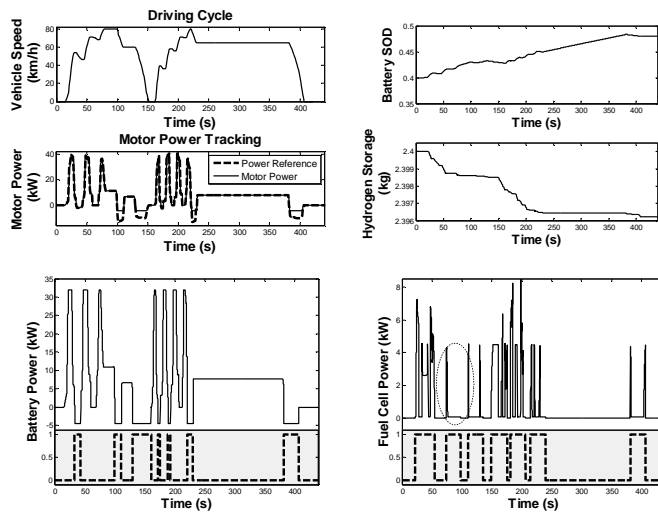 Driving Cycle
Vehicle Speed
(km/h)
80
60
40
20
0
0 50 100 150 200 250 300 350 400
Time (s)
Battery SOD
0.5
0.45
0.4
0.35
0 50 100 150 200 250 300 350 400
Time (s)
Motor Power Tracking
Motor Power
(kW)
40
20
0
Power Reference
Motor Power
0 50 100 150 200 250 300 350 400
Time (s)
Hydrogen Storage
(kg)
2.4
2.399
2.398
2.397
2.396
0 50 100 150 200 250 300 350 400
Time (s)
Battery Power (kW)
35
30
25
20
15
10
5
0
-5
1
0.5
0
0 50 100 150 200 250 300 350 400
Time (s)
Fuel Cell Power (kW)
8
6
4
2
0
1
0.5
0
0 50 100 150 200 250 300 350 400
Time (s)